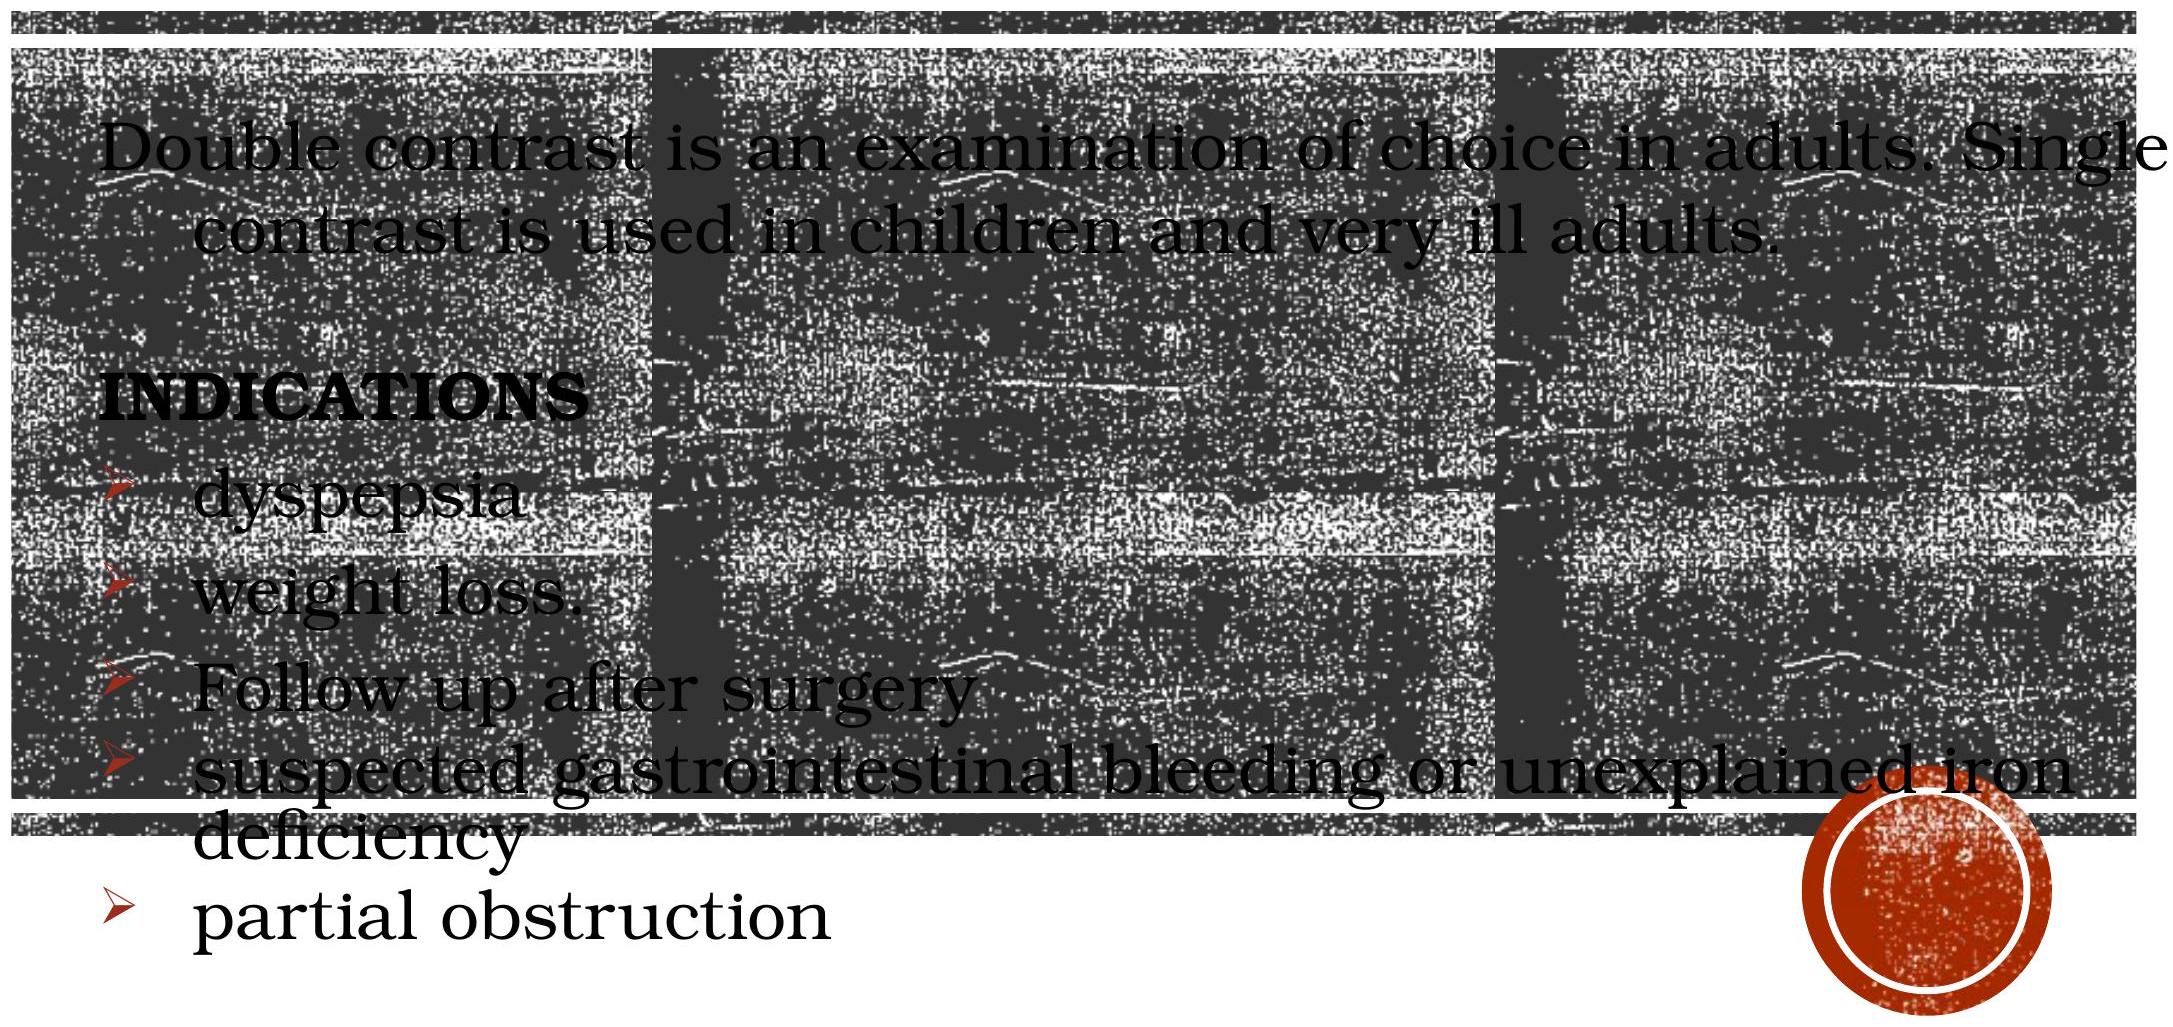 Double contrast is an examination of choice in adults. Single
contrast is used in children and very ill adults.
INDICATIONS
dyspepsia
weight loss.
Follow up after surgery
suspected gastrointestinal bleeding or unexplained iron
deficiency
partial obstruction